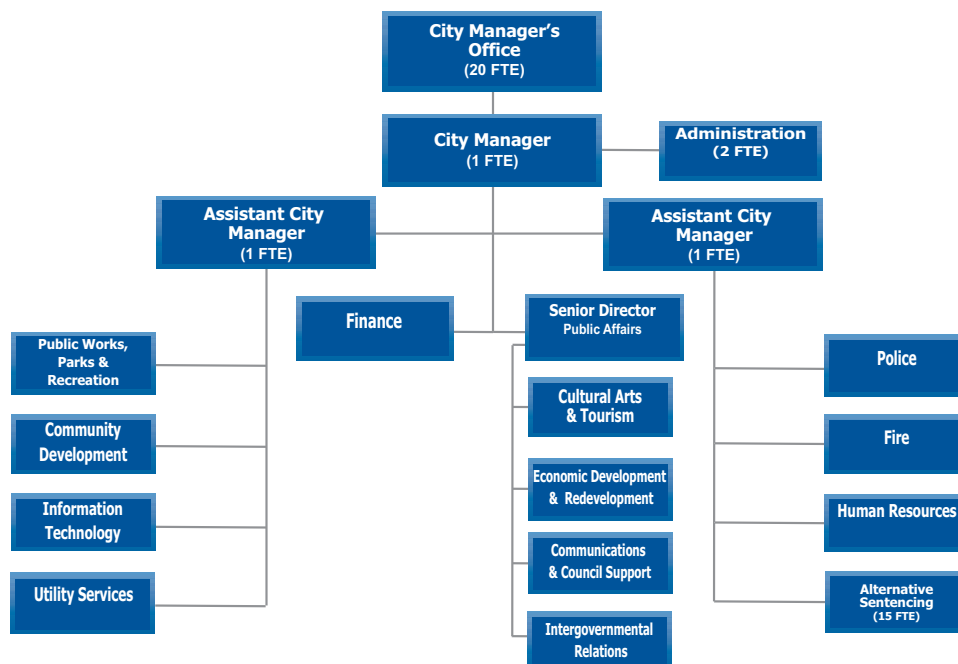 City Manager's
Office
(20 FTE)
City Manager
(1 FTE)
Administration
(2 FTE)
Assistant City
Manager
(1 FTE)
Assistant City
Manager
(1 FTE)
Finance
Senior Director
Public Affairs
Public Works,
Parks &
Recreation
Community
Development
Information
Technology
Utility Services
Cultural Arts
& Tourism
Economic Development
& Redevelopment
Communications
& Council Support
Intergovernmental
Relations
Police
Fire
Human Resources
Alternative
Sentencing
(15 FTE)